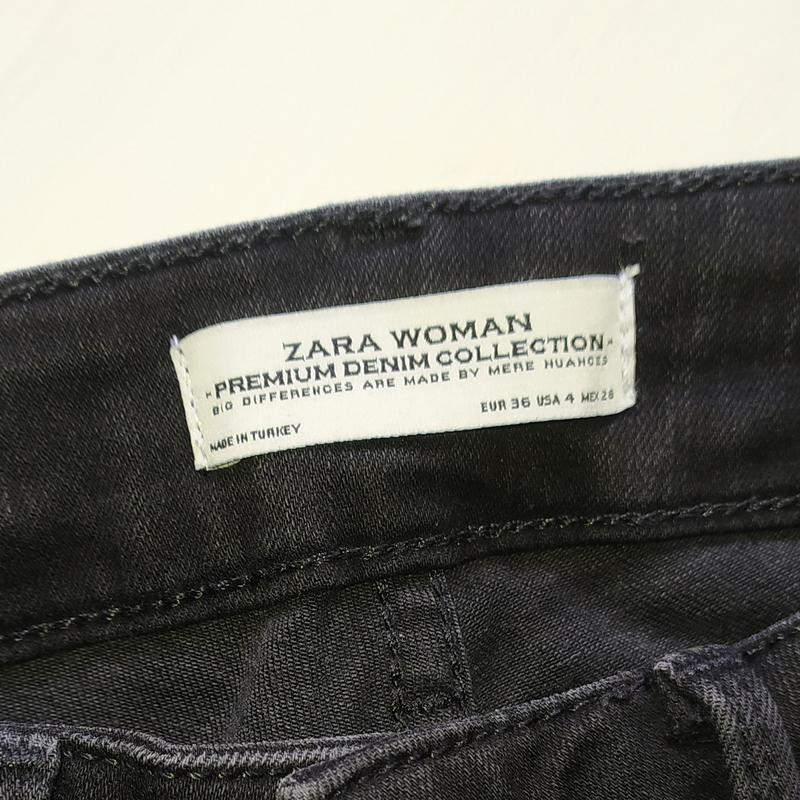 ZARA WOMAN
-PREMIUM DENIM COLLECTION-
BIG DIFFERENCES ARE MADE BY MERE NUANCES
EUR 36 USA 4 MEX 26
MADE IN TURKEY